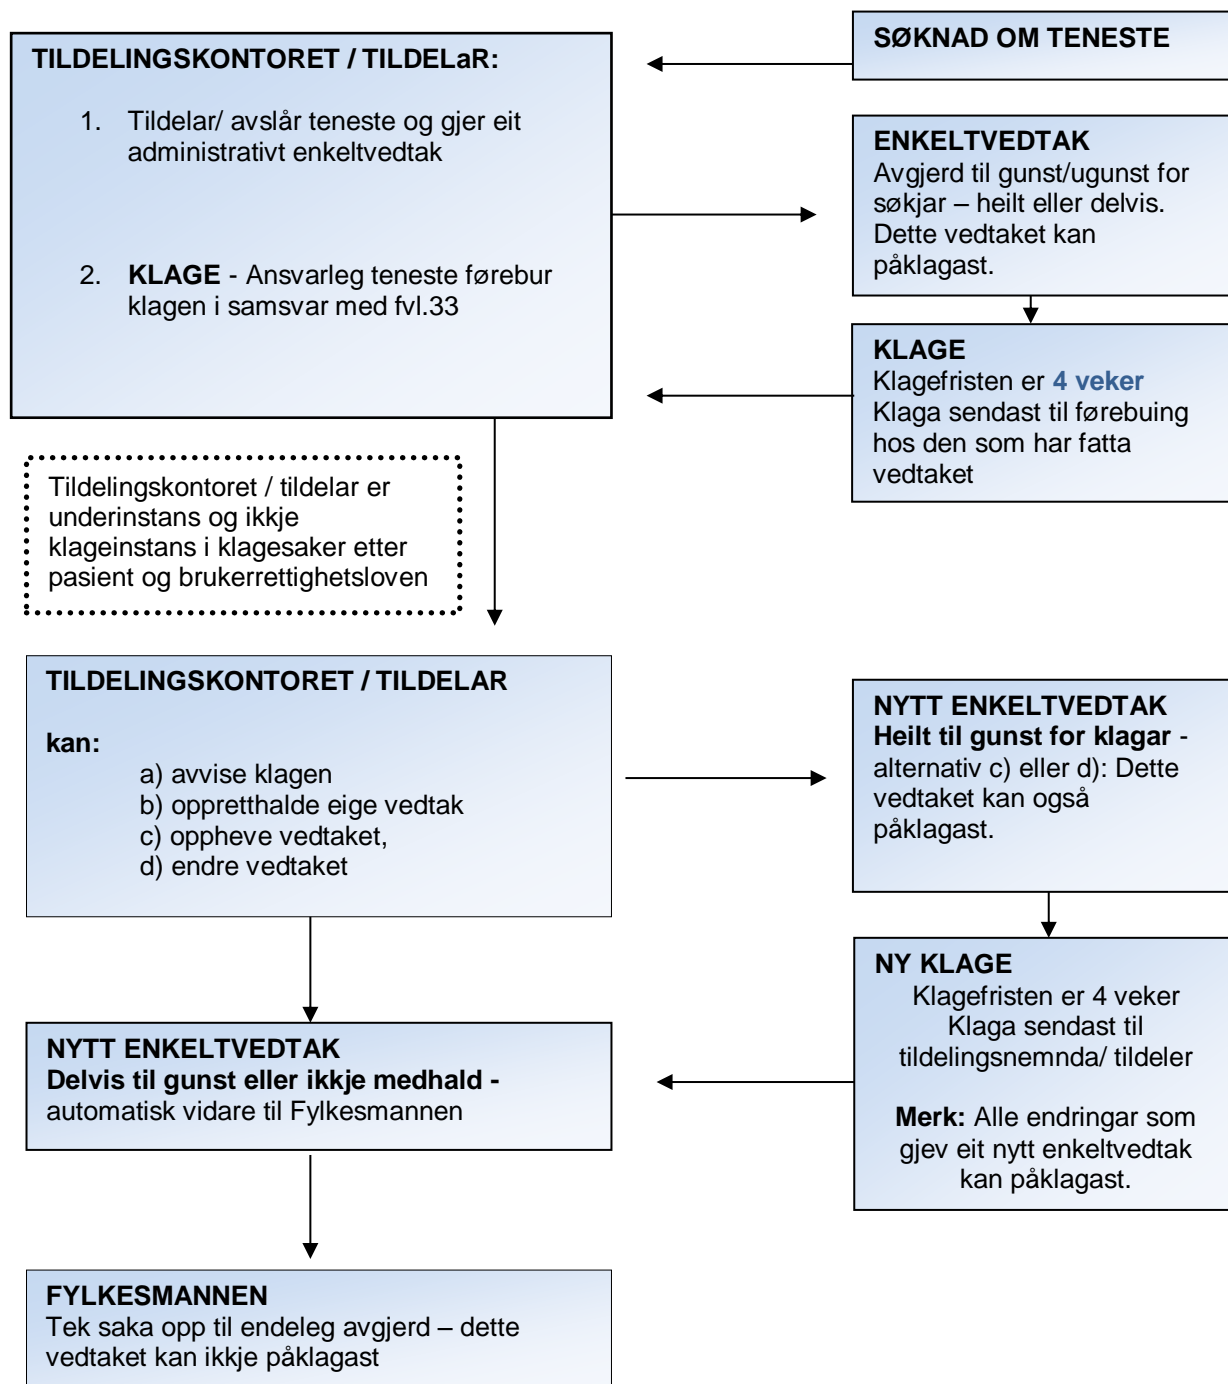 SØKNAD OM TENESTE
TILDELINGSKONTORET / TILDELaR:
1. Tildelar/ avslår teneste og gjer eit
administrativt enkeltvedtak
2. KLAGE - Ansvarleg teneste førebur
klagen i samsvar med fvl.33
ENKELTVEDTAK
Avgjerd til gunst/ugunst for
søkjar – heilt eller delvis.
Dette vedtaket kan
påklagast.
KLAGE
Klagefristen er 4 veker
Klaga sendast til førebuing
hos den som har fatta
vedtaket
Tildelingskontoret / tildelar er
underinstans og ikkje
klageinstans i klagesaker etter
pasient og brukerrettighetsloven
TILDELINGSKONTORET / TILDELAR
kan:
a) avvise klagen
b) oppretthalde eige vedtak
c) oppheve vedtaket,
d) endre vedtaket
NYTT ENKELTVEDTAK
Heilt til gunst for klagar -
alternativ c) eller d): Dette
vedtaket kan også
påklagast.
NY KLAGE
Klagefristen er 4 veker
Klaga sendast til
tildelingsnemnda/ tildeler
Merk: Alle endringar som
gjev eit nytt enkeltvedtak
kan påklagast.
NYTT ENKELTVEDTAK
Delvis til gunst eller ikkje medhald -
automatisk vidare til Fylkesmannen
FYLKESMANNEN
Tek saka opp til endeleg avgjerd – dette
vedtaket kan ikkje påklagast